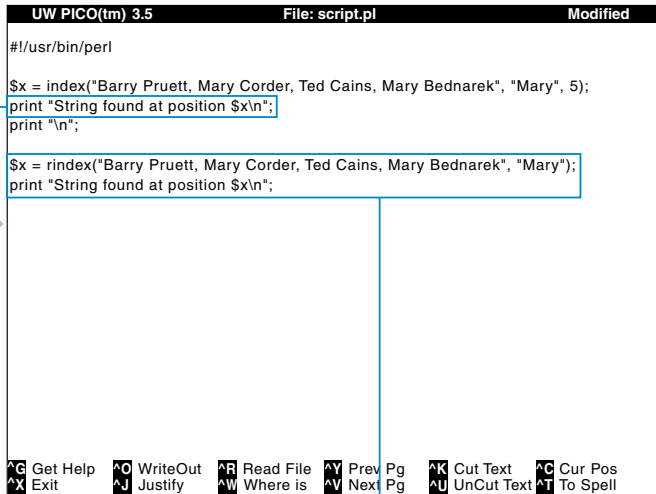 UW PICO(tm) 3.5 File: script.pl Modified
#!/usr/bin/perl
$x = index("Barry Pruett, Mary Corder, Ted Cains, Mary Bednarek", "Mary", 5);
print "String found at position $x\n";
print "\n";
$x = rindex("Barry Pruett, Mary Corder, Ted Cains, Mary Bednarek", "Mary");
print "String found at position $x\n";
^G Get Help ^O WriteOut ^R Read File ^Y Prev Pg ^K Cut Text ^C Cur Pos
^X Exit ^J Justify ^W Where is ^V Next Pg ^U UnCut Text ^T To Spell